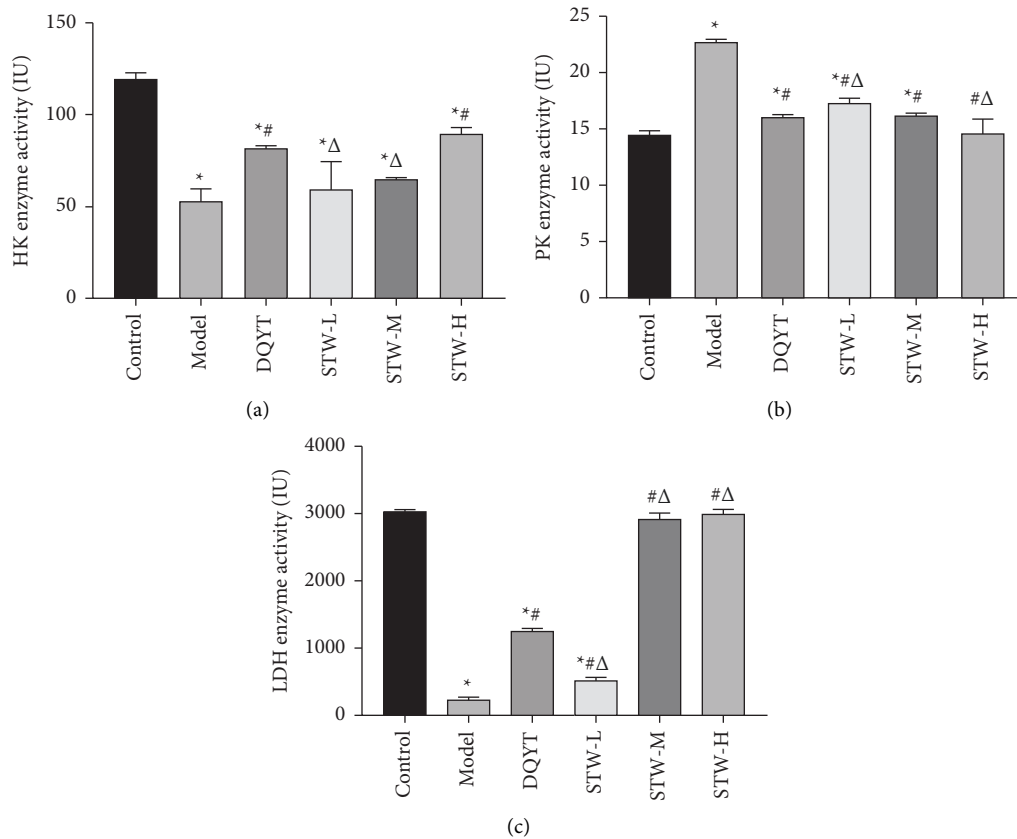 HK enzyme activity (IU)
150
100
50
0
*
*#
*Δ
*Δ
*#
Control
Model
DQYT
STW-L
STW-M
STW-H
(a)
PK enzyme activity (IU)
25
20
15
10
5
0
*
*#
*#Δ
*#
#Δ
Control
Model
DQYT
STW-L
STW-M
STW-H
(b)
LDH enzyme activity (IU)
4000
3000
2000
1000
0
*
*#
*#Δ
#Δ
#Δ
Control
Model
DQYT
STW-L
STW-M
STW-H
(c)